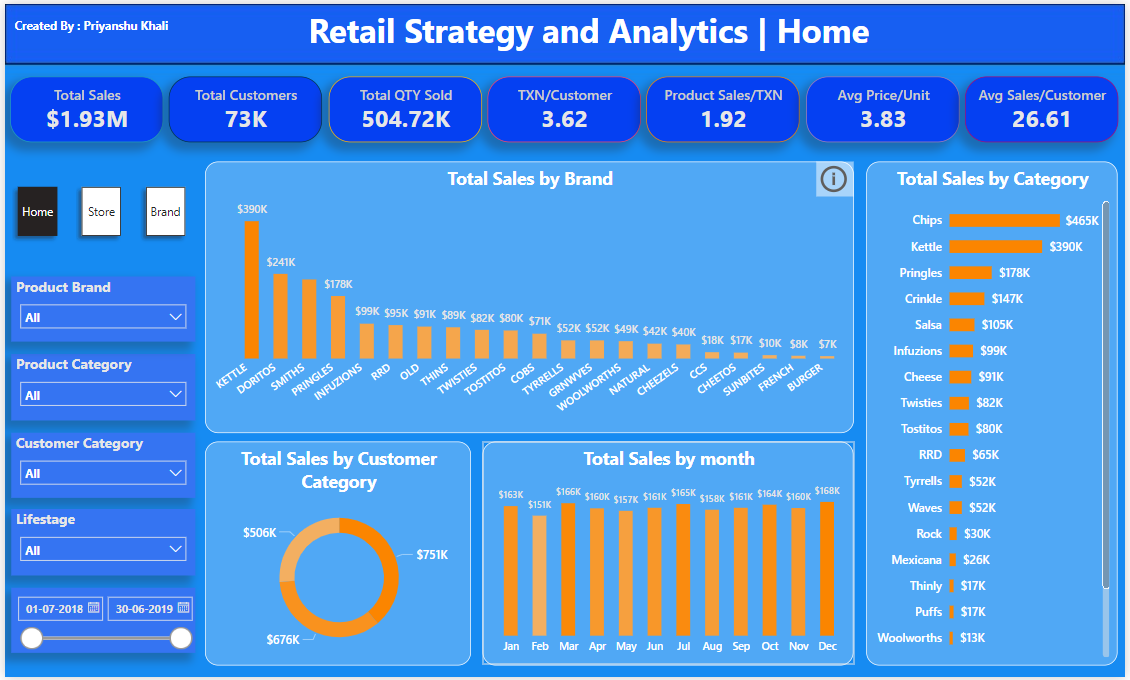 Created By : Priyanshu Khali
Retail Strategy and Analytics | Home
Total Sales
$1.93M
Total Customers
73K
Total QTY Sold
504.72K
TXN/Customer
3.62
Product Sales/TXN
1.92
Avg Price/Unit
3.83
Avg Sales/Customer
26.61
Home
Store
Brand
Product Brand
All
Product Category
All
Customer Category
All
Lifestage
All
01-07-2018
30-06-2019
Total Sales by Brand
$390K
$241K
$178K
$99K
$95K
$91K
$89K
$82K
$80K
$71K
$52K
$52K
$49K
$42K
$40K
$18K
$17K
$10K
$8K
$7K
KETTLE
DORITOS
SMITHS
PRINGLES
INFUZIONS
RRD
OLD
THINS
TWISTIES
TOSTITOS
COBS
TYRRELLS
GRNWVES
WOOLWORTHS
NATURAL
CHEEZELS
CCS
CHEETOS
SUNBITES
FRENCH
BURGER
Total Sales by Customer
Category
$506K
$751K
$676K
Total Sales by month
$163K
$151K
$166K
$160K
$157K
$161K
$165K
$158K
$161K
$164K
$160K
$168K
Jan
Feb
Mar
Apr
May
Jun
Jul
Aug
Sep
Oct
Nov
Dec
Total Sales by Category
Chips $465K
Kettle $390K
Pringles $178K
Crinkle $147K
Salsa $105K
Infuzions $99K
Cheese $91K
Twisties $82K
Tostitos $80K
RRD $65K
Tyrrells $52K
Waves $52K
Rock $30K
Mexicana $26K
Thinly $17K
Puffs $17K
Woolworths $13K